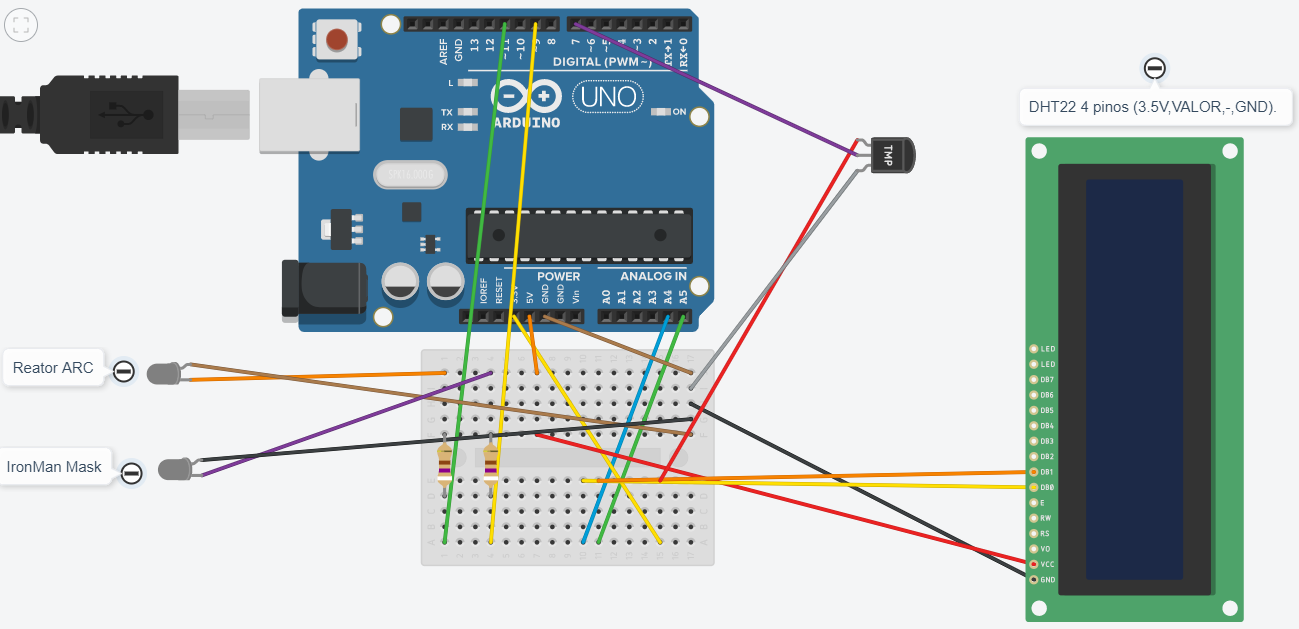 AREF
GND
13
12
~11
~10
~9
8
7
~6
~5
4
~3
2
TX→1
RX←0
DIGITAL (PWM~)
L
TX
RX
ARDUINO
UNO
ON
TMP
DHT22 4 pinos (3.5V,VALOR,-,GND).
POWER
ANALOG IN
IOREF
RESET
3.3V
5V
GND
GND
Vin
A0
A1
A2
A3
A4
A5
Reator ARC
IronMan Mask
LED
LED
DB7
DB6
DB5
DB4
DB3
DB2
DB1
DB0
E
RW
RS
VO
VCC
GND